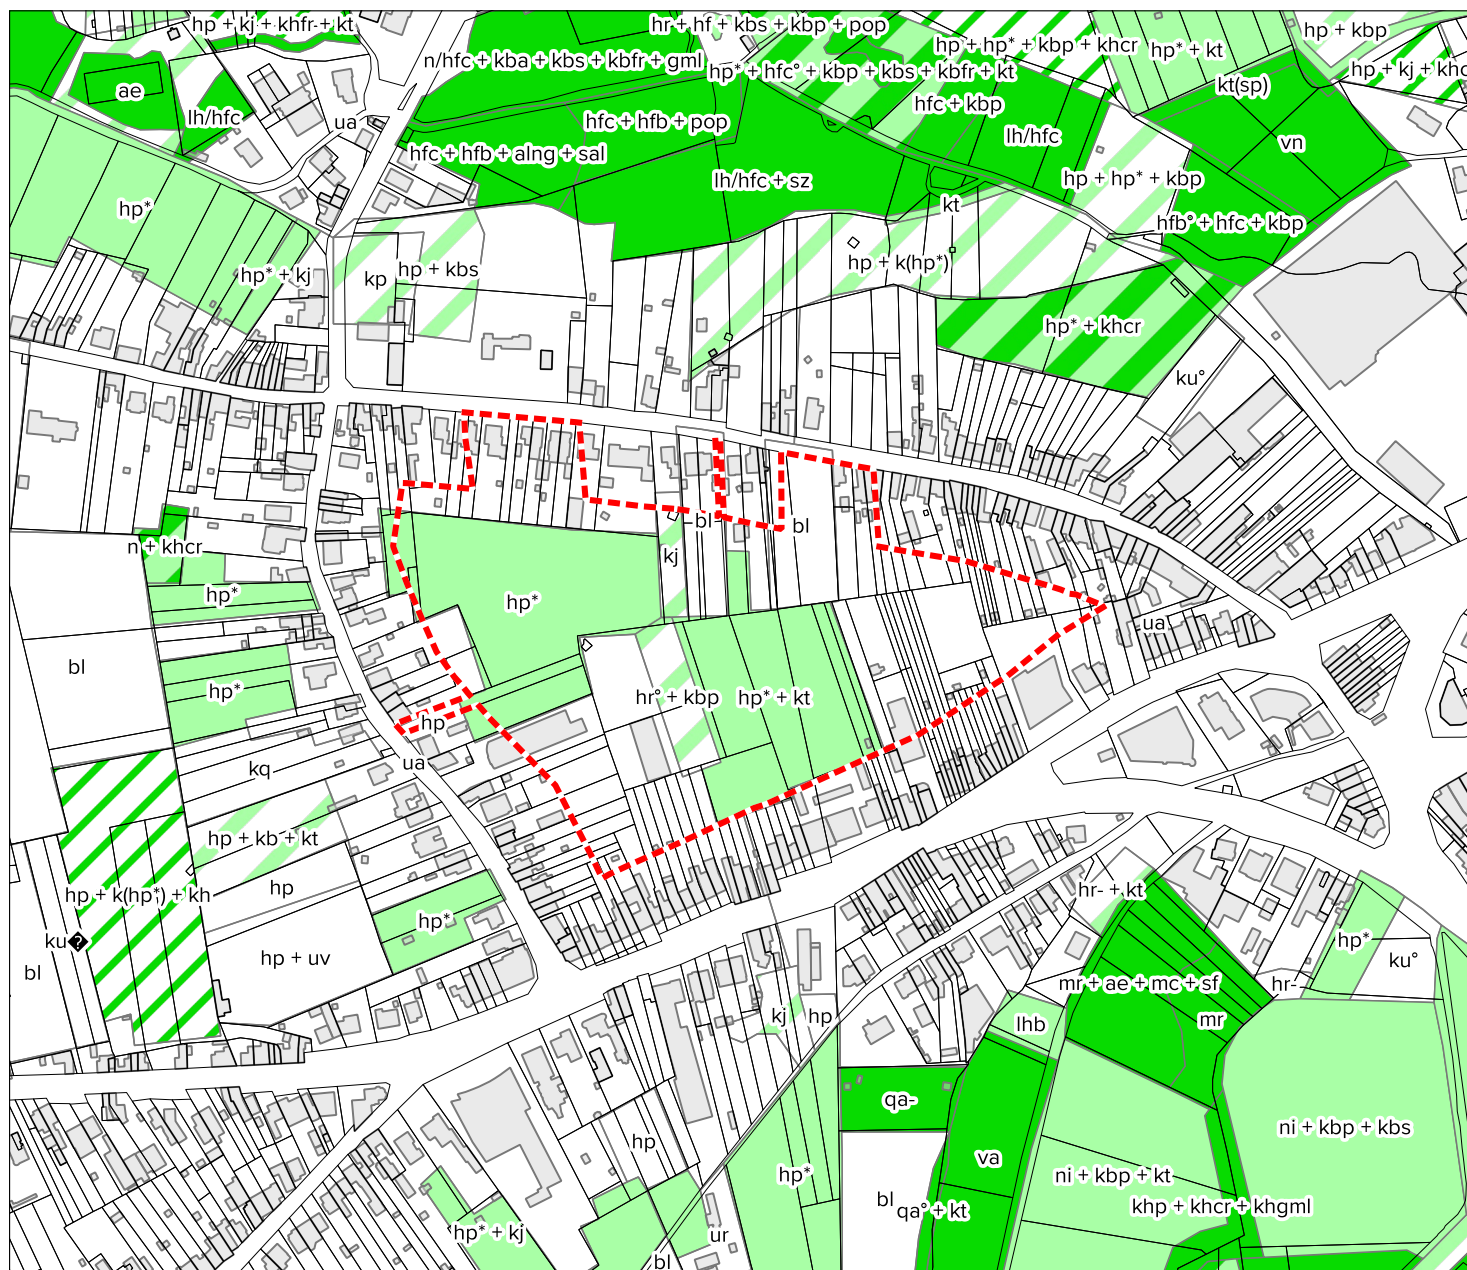 hp + kj + khfr + kt
hr + hf + kbs + kbp + pop
hp + kbp
hp + hp* + kbp + khcr
hp* + kt
n/hfc + kba + kbs + kbfr + gml
hp* + hfc° + kbp + kbs + kbfr + kt
hp + kj + khc
kt(sp)
ae
hfc + kbp
lh/hfc
ua
hfc + hfb + pop
lh/hfc
vn
hfc + hfb + alng + sal
lh/hfc + sz
hp + hp* + kbp
hp*
kt
hfb° + hfc + kbp
hp + k(hp*)
hp* + kj
kp
hp + kbs
hp* + khcr
ku°
bl
bl
n + khcr
kj
hp*
hp*
ua
bl
hp*
hr° + kbp
hp* + kt
hp
ua
kq
hp + kb + kt
hp
hp + k(hp*) + kh
hr- + kt
hp*
ku�
hp*
ku°
hp + uv
bl
mr + ae + mc + sf
hr-
kj
hp
lhb
mr
qa-
ni + kbp + kbs
hp
va
hp*
ni + kbp + kt
bl
qa° + kt
khp + khcr + khgml
hp* + kj
ur
bl